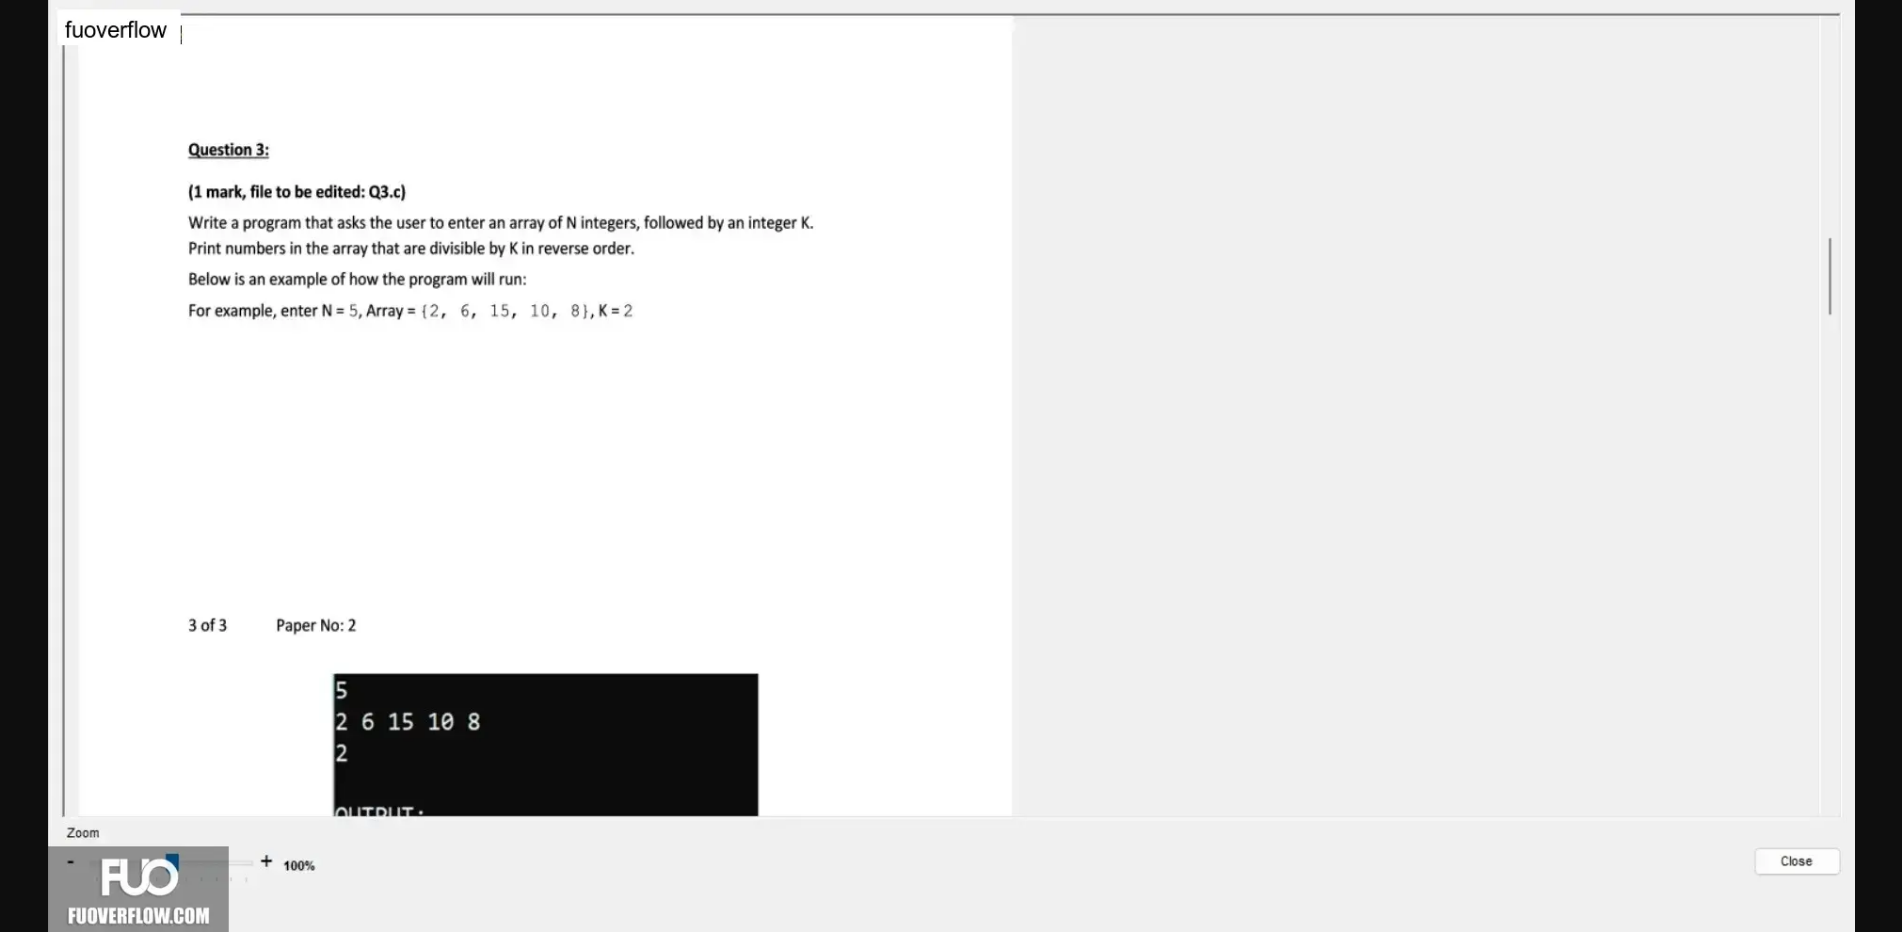 fuoverflow
Question 3:
(1 mark, file to be edited: Q3.c)
Write a program that asks the user to enter an array of N integers, followed by an integer K.
Print numbers in the array that are divisible by K in reverse order.
Below is an example of how the program will run:
For example, enter N = 5, Array = {2, 6, 15, 10, 8}, K = 2
3 of 3 Paper No: 2
5
2 6 15 10 8
2
OUTPUT:
Zoom
- + 100%
Close
FUO
FUOVERFLOW.COM